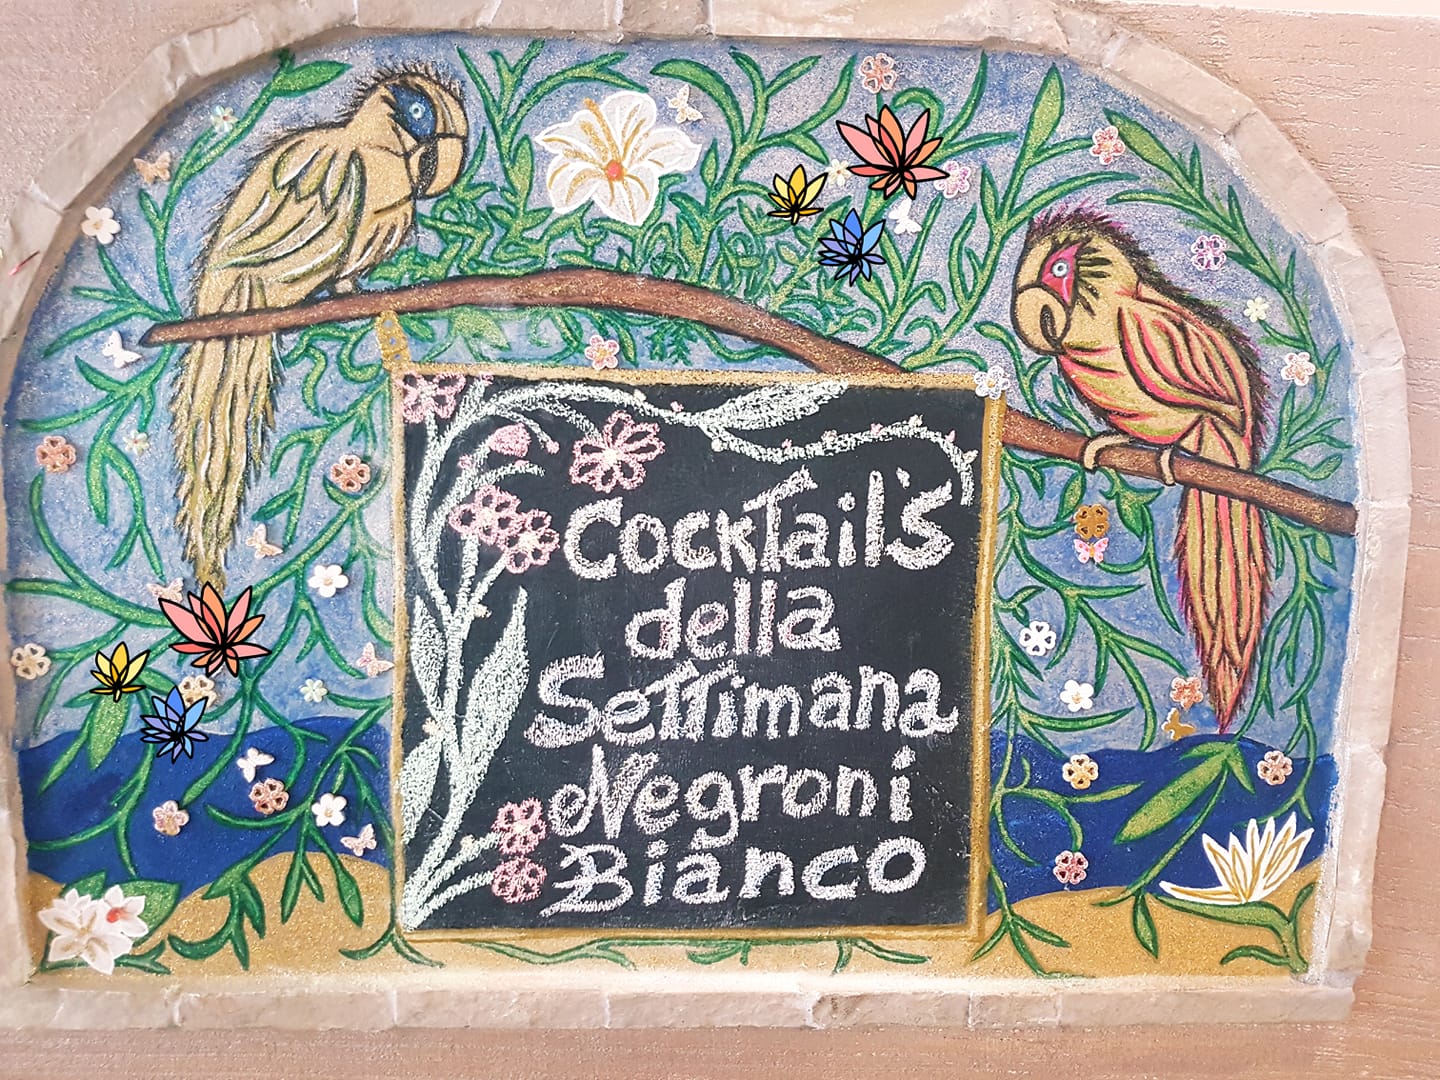 Cocktail's
della
Settimana
Negroni
Bianco